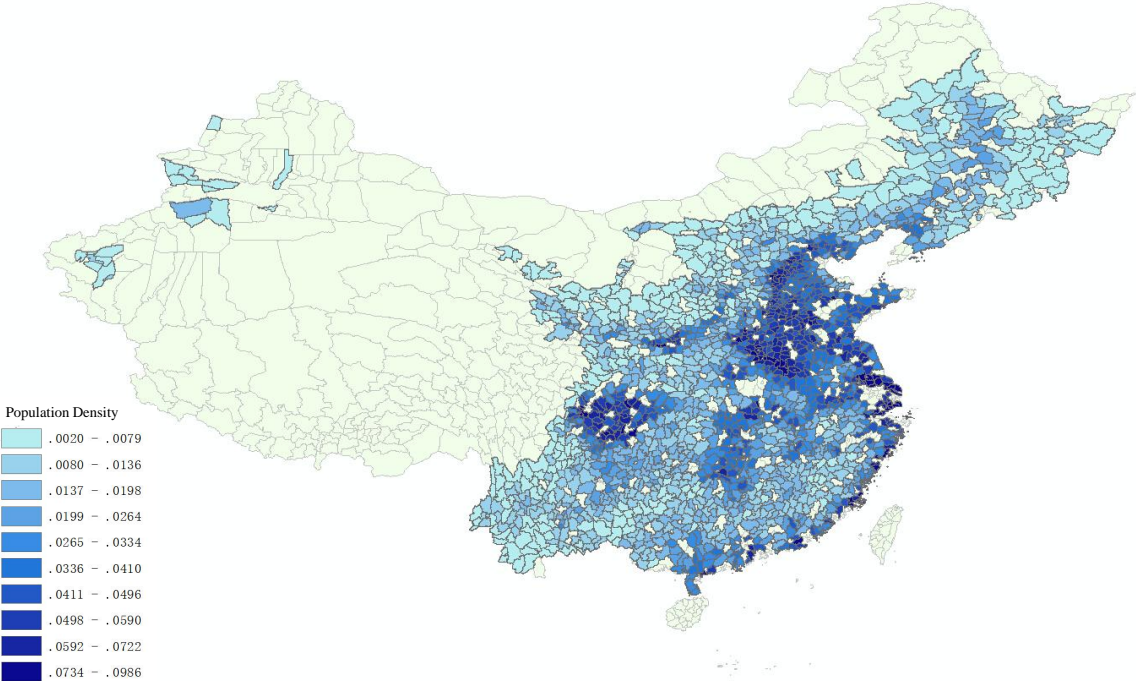 Population Density
.0020 - .0079
.0080 - .0136
.0137 - .0198
.0199 - .0264
.0265 - .0334
.0336 - .0410
.0411 - .0496
.0498 - .0590
.0592 - .0722
.0734 - .0986